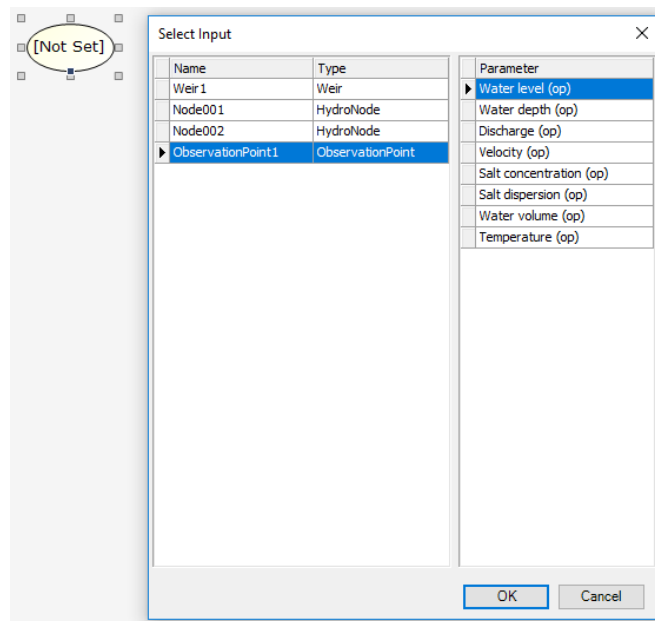 [Not Set]
Select Input
Name Type
Weir1 Weir
Node001 HydroNode
Node002 HydroNode
ObservationPoint1 ObservationPoint
Parameter
Water level (op)
Water depth (op)
Discharge (op)
Velocity (op)
Salt concentration (op)
Salt dispersion (op)
Water volume (op)
Temperature (op)
OK Cancel